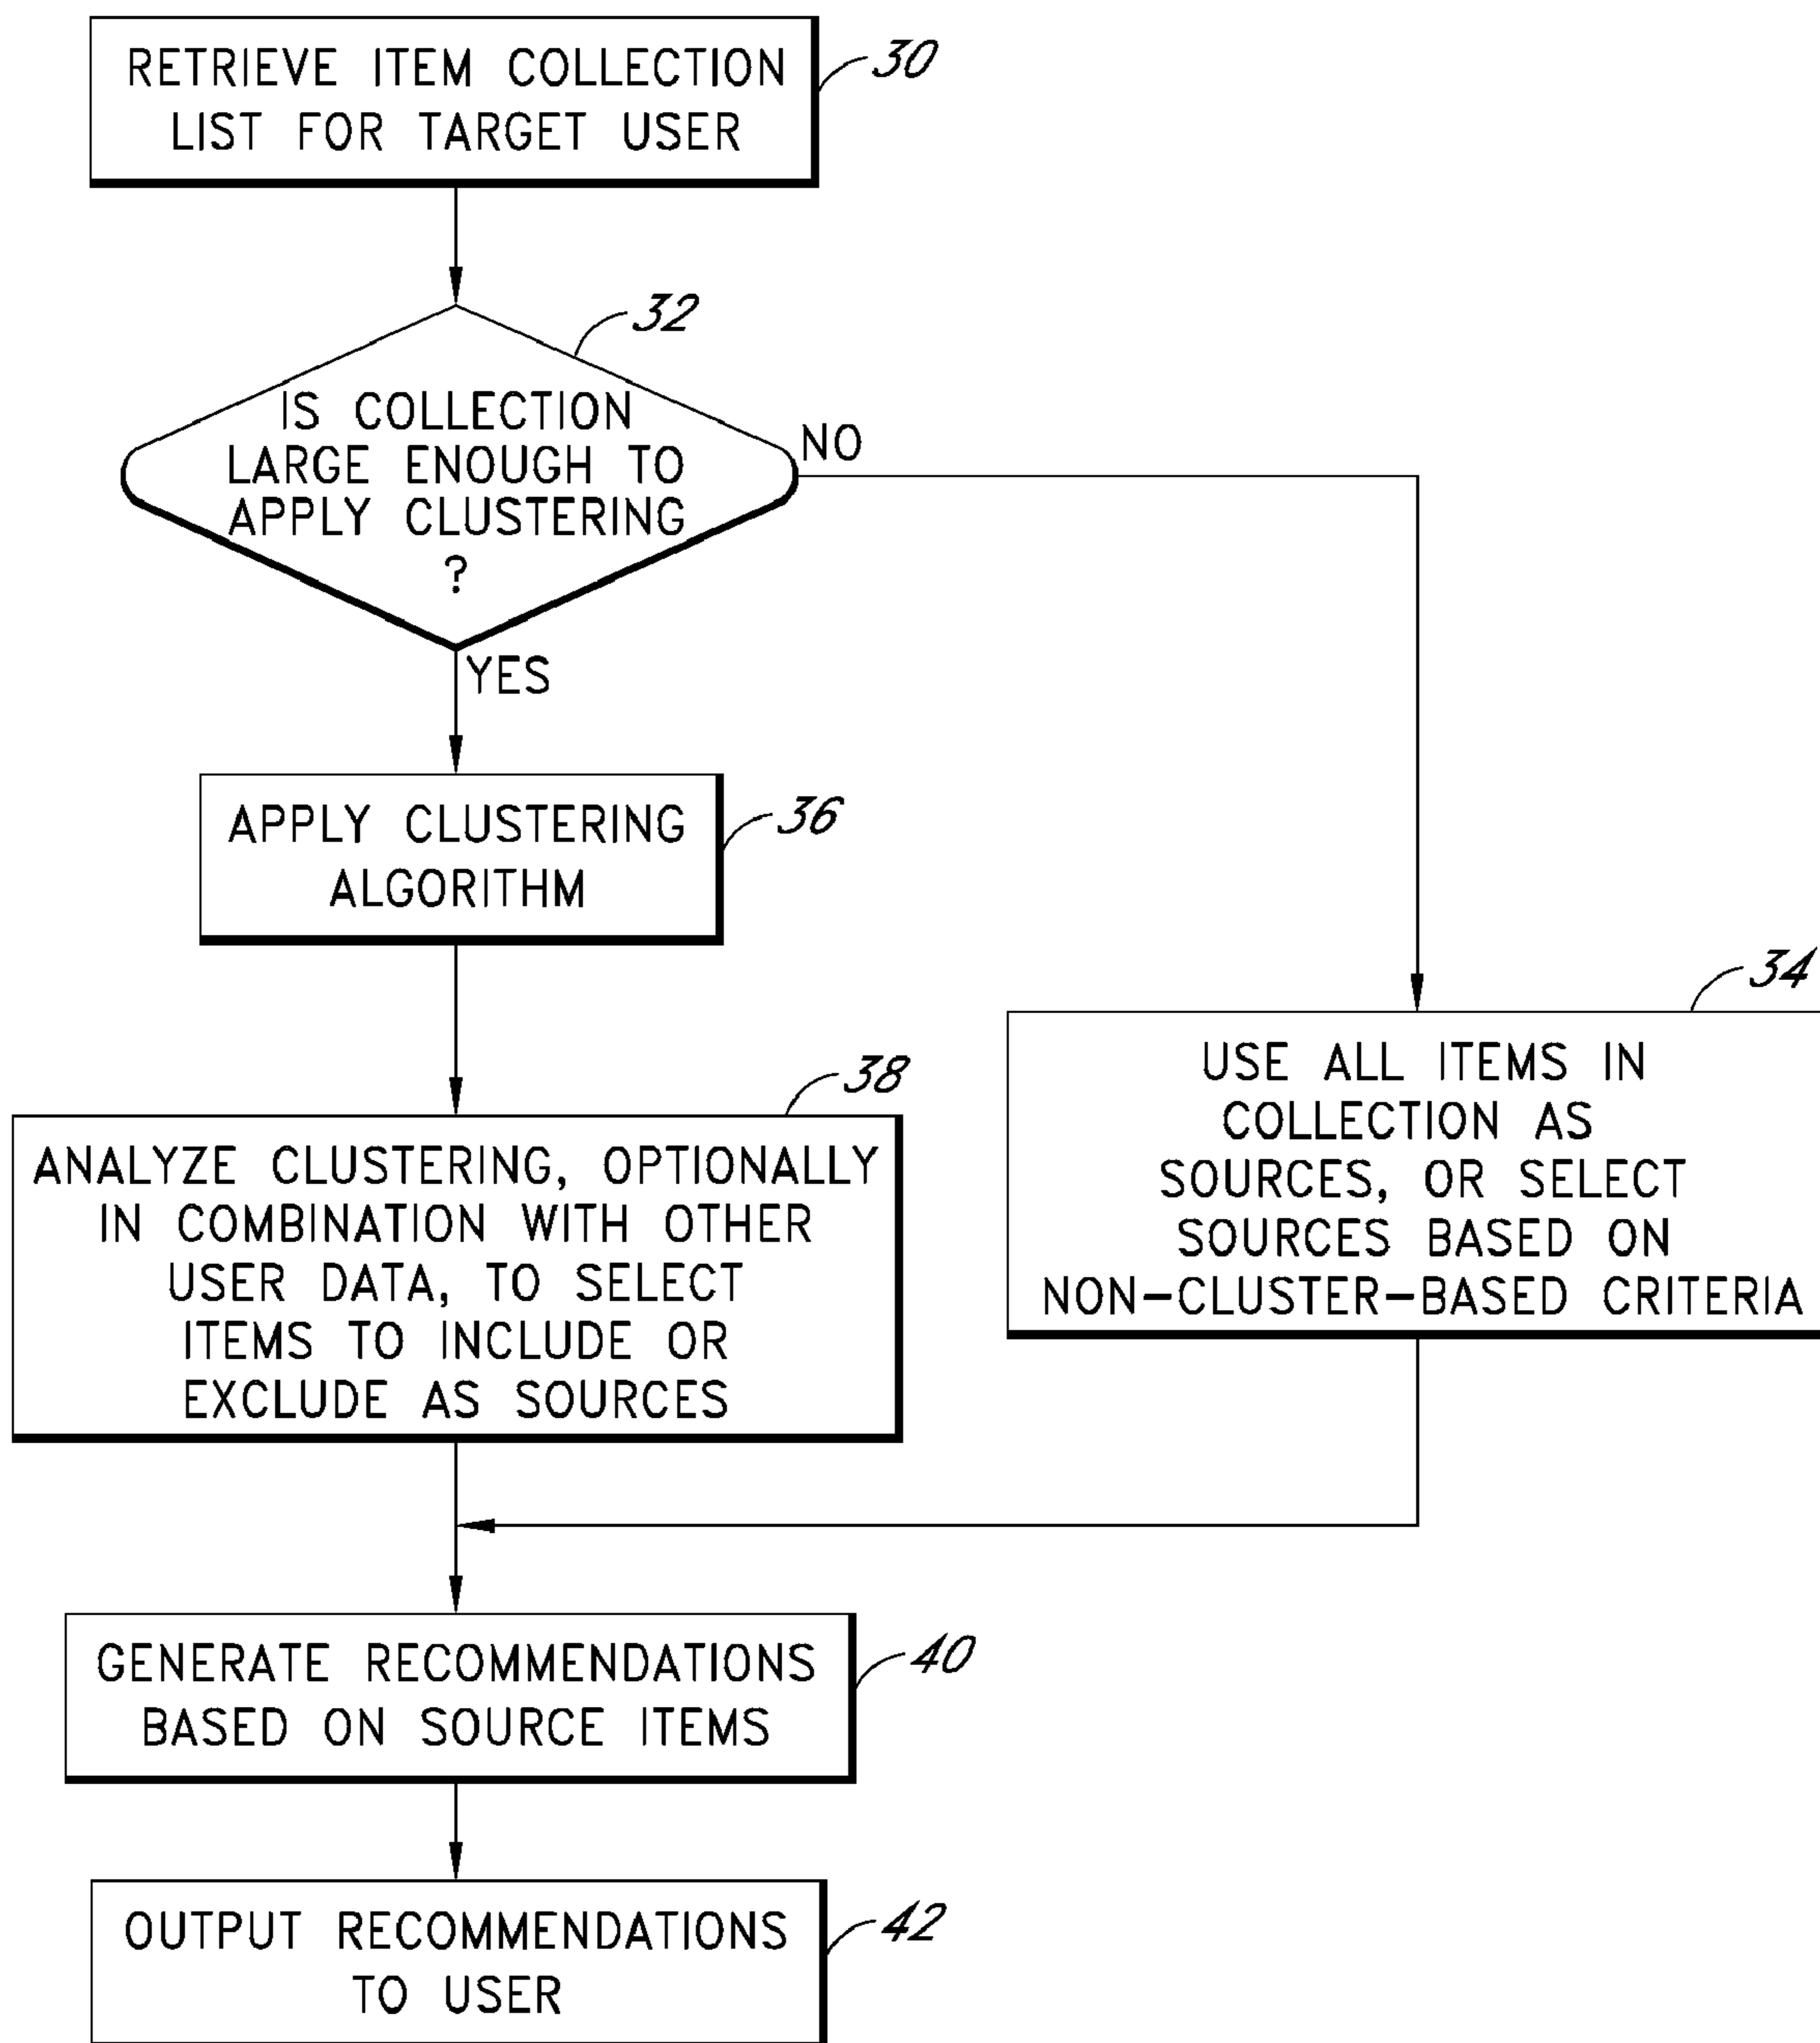 RETRIEVE ITEM COLLECTION
LIST FOR TARGET USER
30
32
IS COLLECTION
LARGE ENOUGH TO
APPLY CLUSTERING
?
NO
YES
APPLY CLUSTERING
ALGORITHM
36
34
USE ALL ITEMS IN
COLLECTION AS
SOURCES, OR SELECT
SOURCES BASED ON
NON-CLUSTER-BASED CRITERIA
38
ANALYZE CLUSTERING, OPTIONALLY
IN COMBINATION WITH OTHER
USER DATA, TO SELECT
ITEMS TO INCLUDE OR
EXCLUDE AS SOURCES
GENERATE RECOMMENDATIONS
BASED ON SOURCE ITEMS
40
OUTPUT RECOMMENDATIONS
TO USER
42